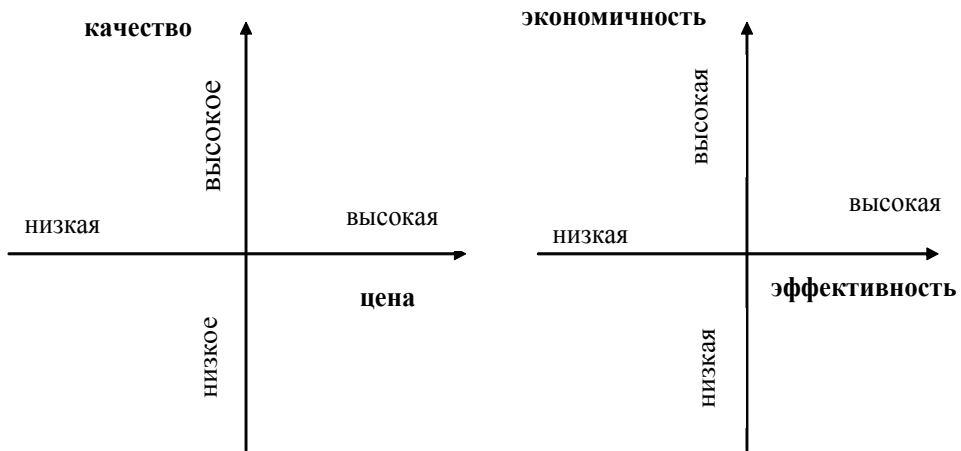 качество
высокое
низкая
высокая
цена
низкое
экономичность
высокая
низкая
высокая
эффективность
низкая